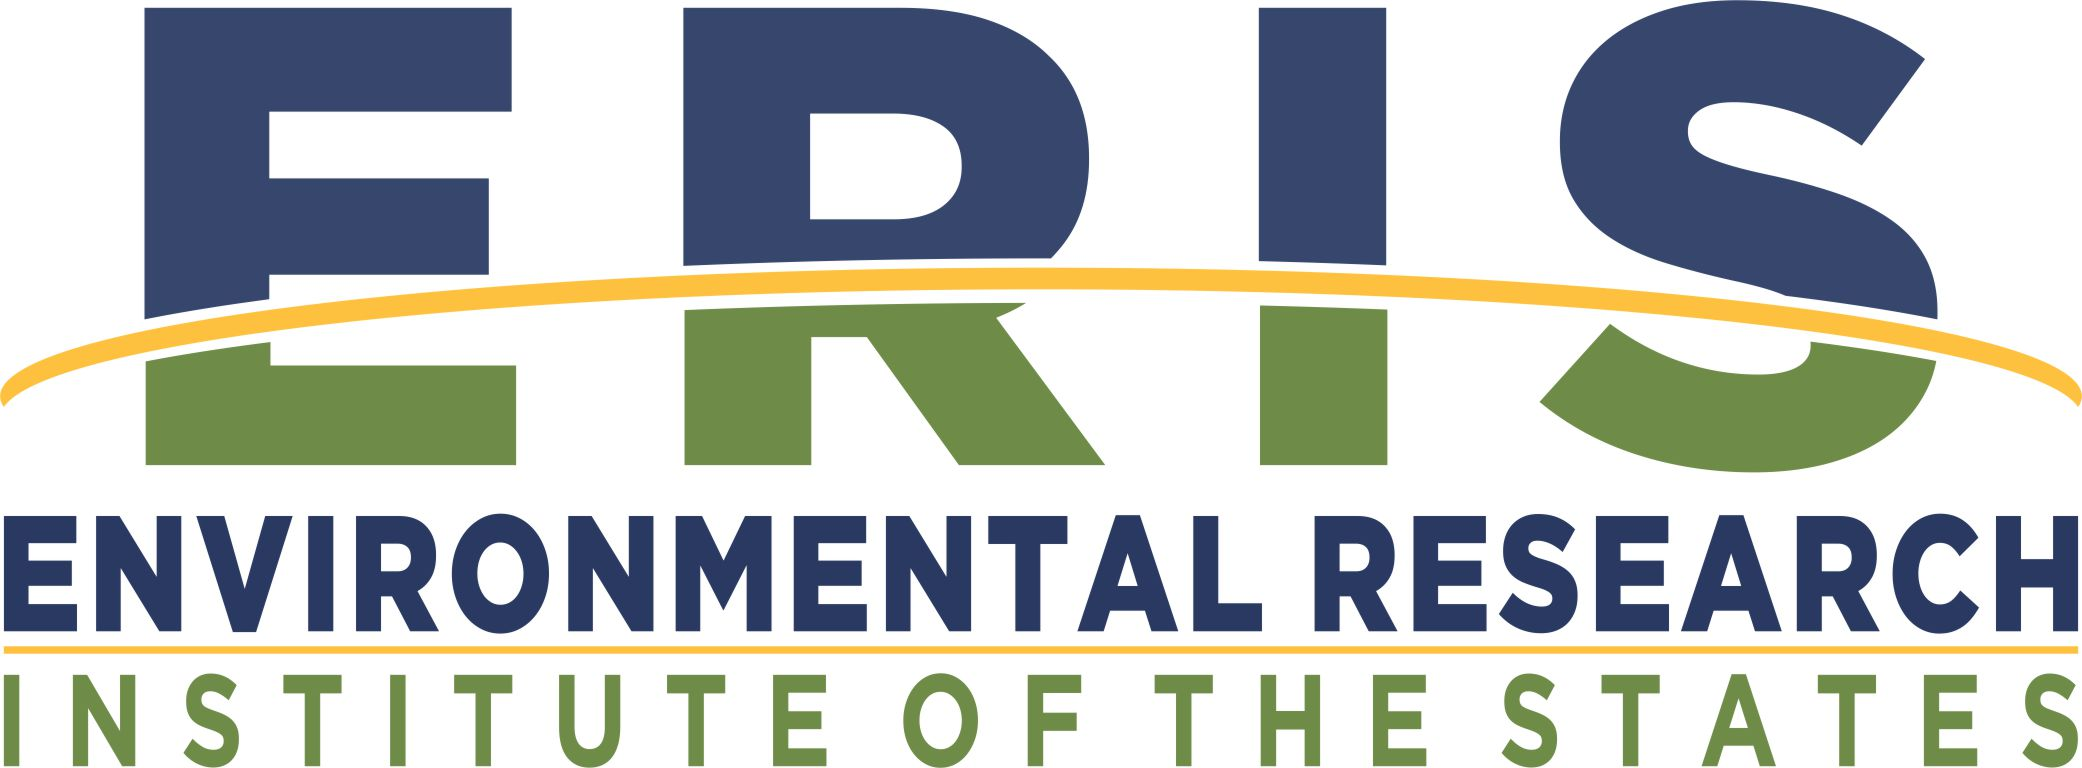 ERIS
ENVIRONMENTAL RESEARCH
INSTITUTE OF THE STATES